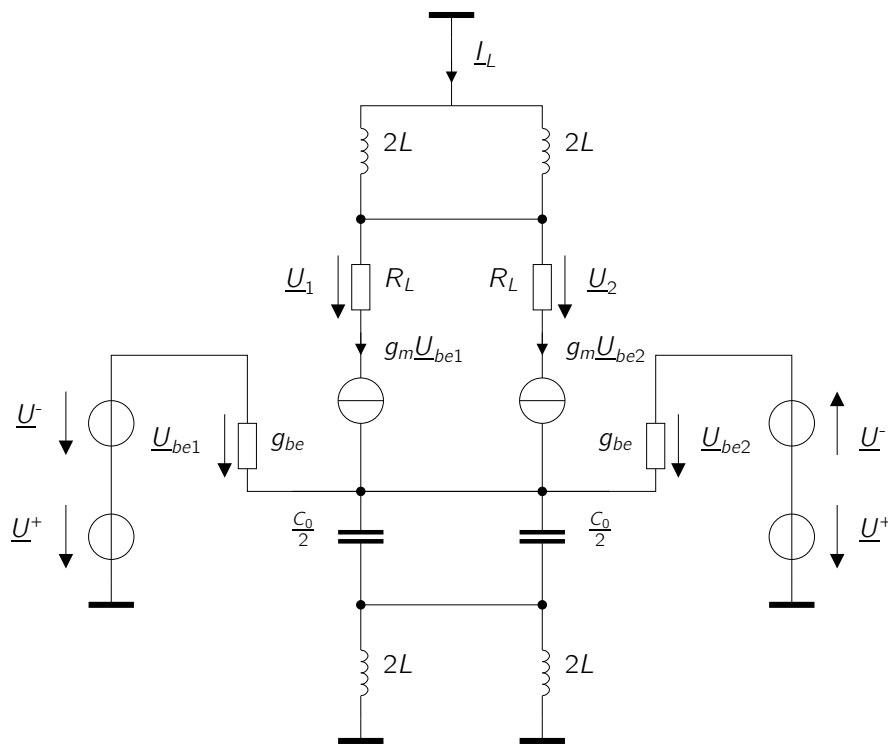 I_L
2L 2L
U_1 R_L R_L U_2
g_mU_be1 g_mU_be2
U^- U_be1 g_be g_be U_be2 U^-
U^+ C_0/2 C_0/2 U^+
2L 2L